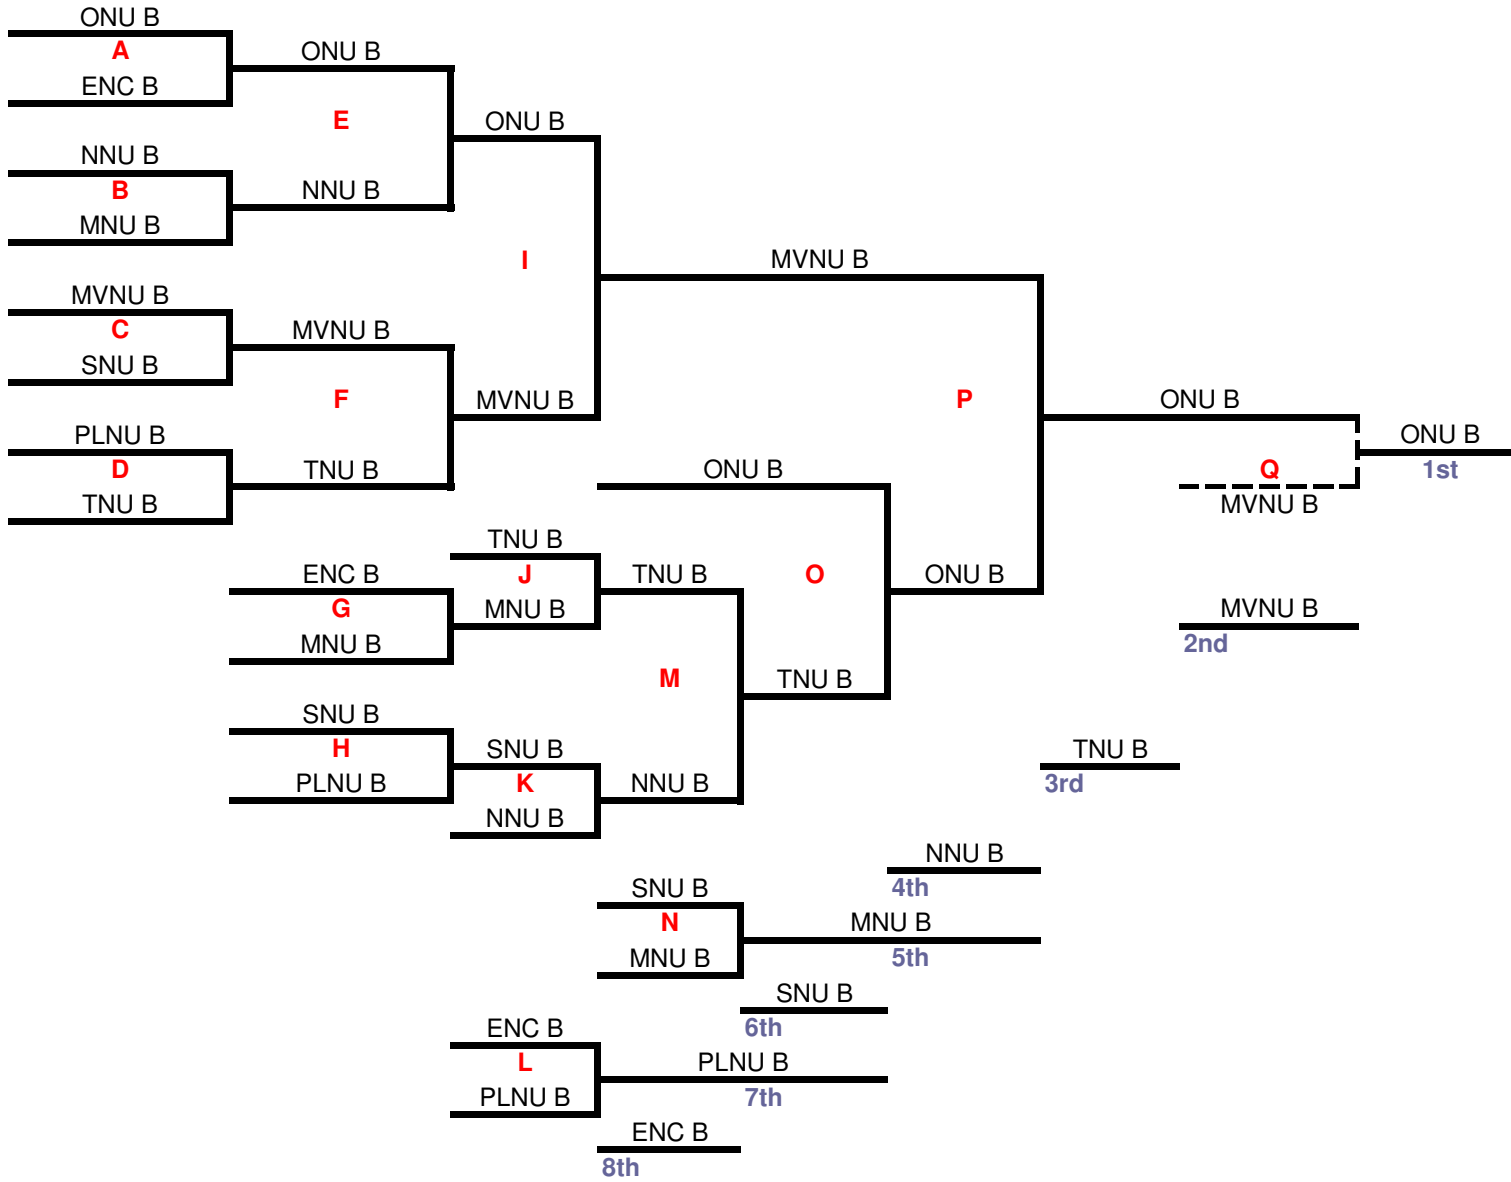 ONU B
A
ONU B
ENC B
E
ONU B
NNU B
B
NNU B
MNU B
I
MVNU B
MVNU B
C
MVNU B
SNU B
F
MVNU B
P
ONU B
PLNU B
ONU B
D
TNU B
ONU B
Q
1st
TNU B
MVNU B
TNU B
ENC B
J
TNU B
O
ONU B
G
MNU B
MVNU B
MNU B
2nd
M
TNU B
SNU B
H
SNU B
TNU B
PLNU B
K
NNU B
3rd
NNU B
NNU B
SNU B
4th
N
MNU B
MNU B
5th
SNU B
ENC B
6th
L
PLNU B
PLNU B
7th
ENC B
8th